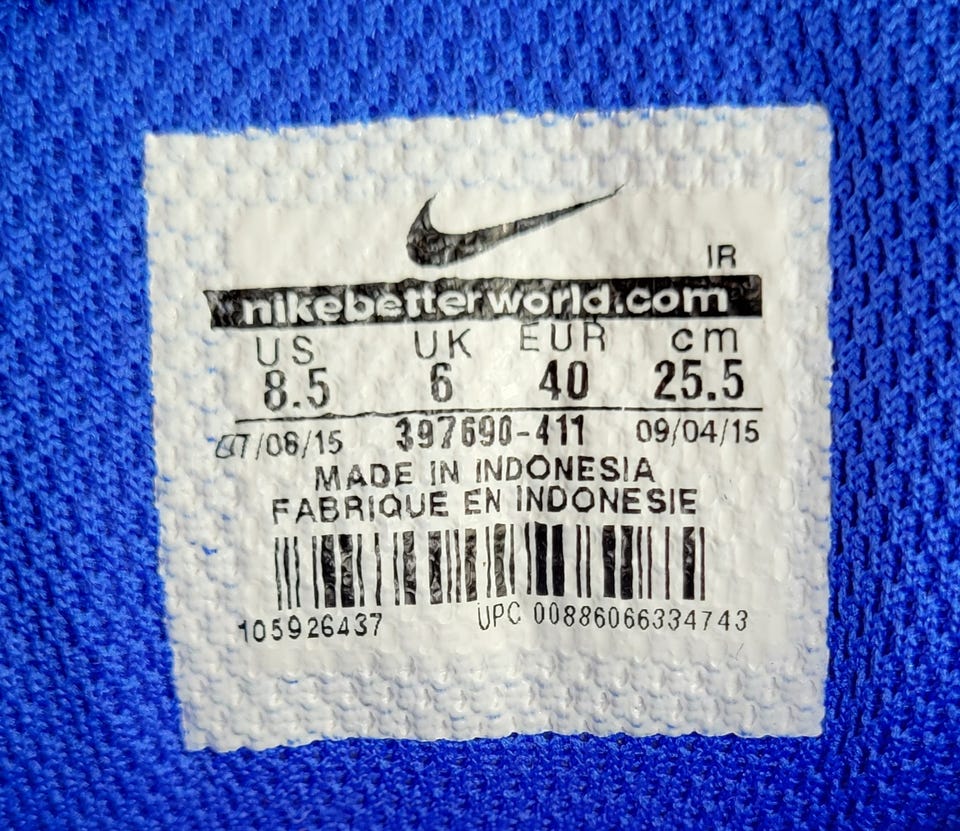 IR
nikebetterworld.com
US UK EUR cm
8.5 6 40 25.5
07/06/15 397690-411 09/04/15
MADE IN INDONESIA
FABRIQUE EN INDONESIE
105926437 UPC 00886066334743